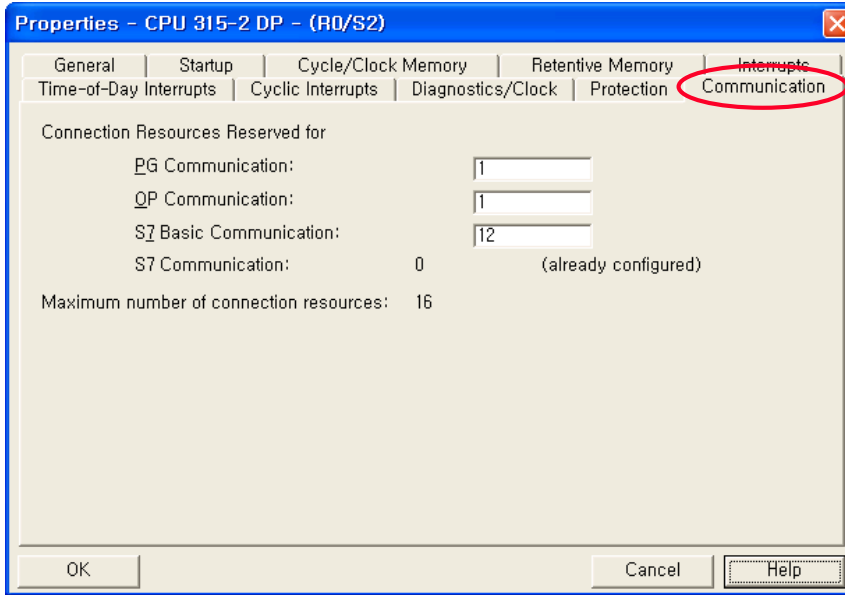 Properties - CPU 315-2 DP - (R0/S2)
General Startup Cycle/Clock Memory Retentive Memory Interrupts
Time-of-Day Interrupts Cyclic Interrupts Diagnostics/Clock Protection Communication
Connection Resources Reserved for
PG Communication: 1
OP Communication: 1
S7 Basic Communication: 12
S7 Communication: 0 (already configured)
Maximum number of connection resources: 16
OK Cancel Help